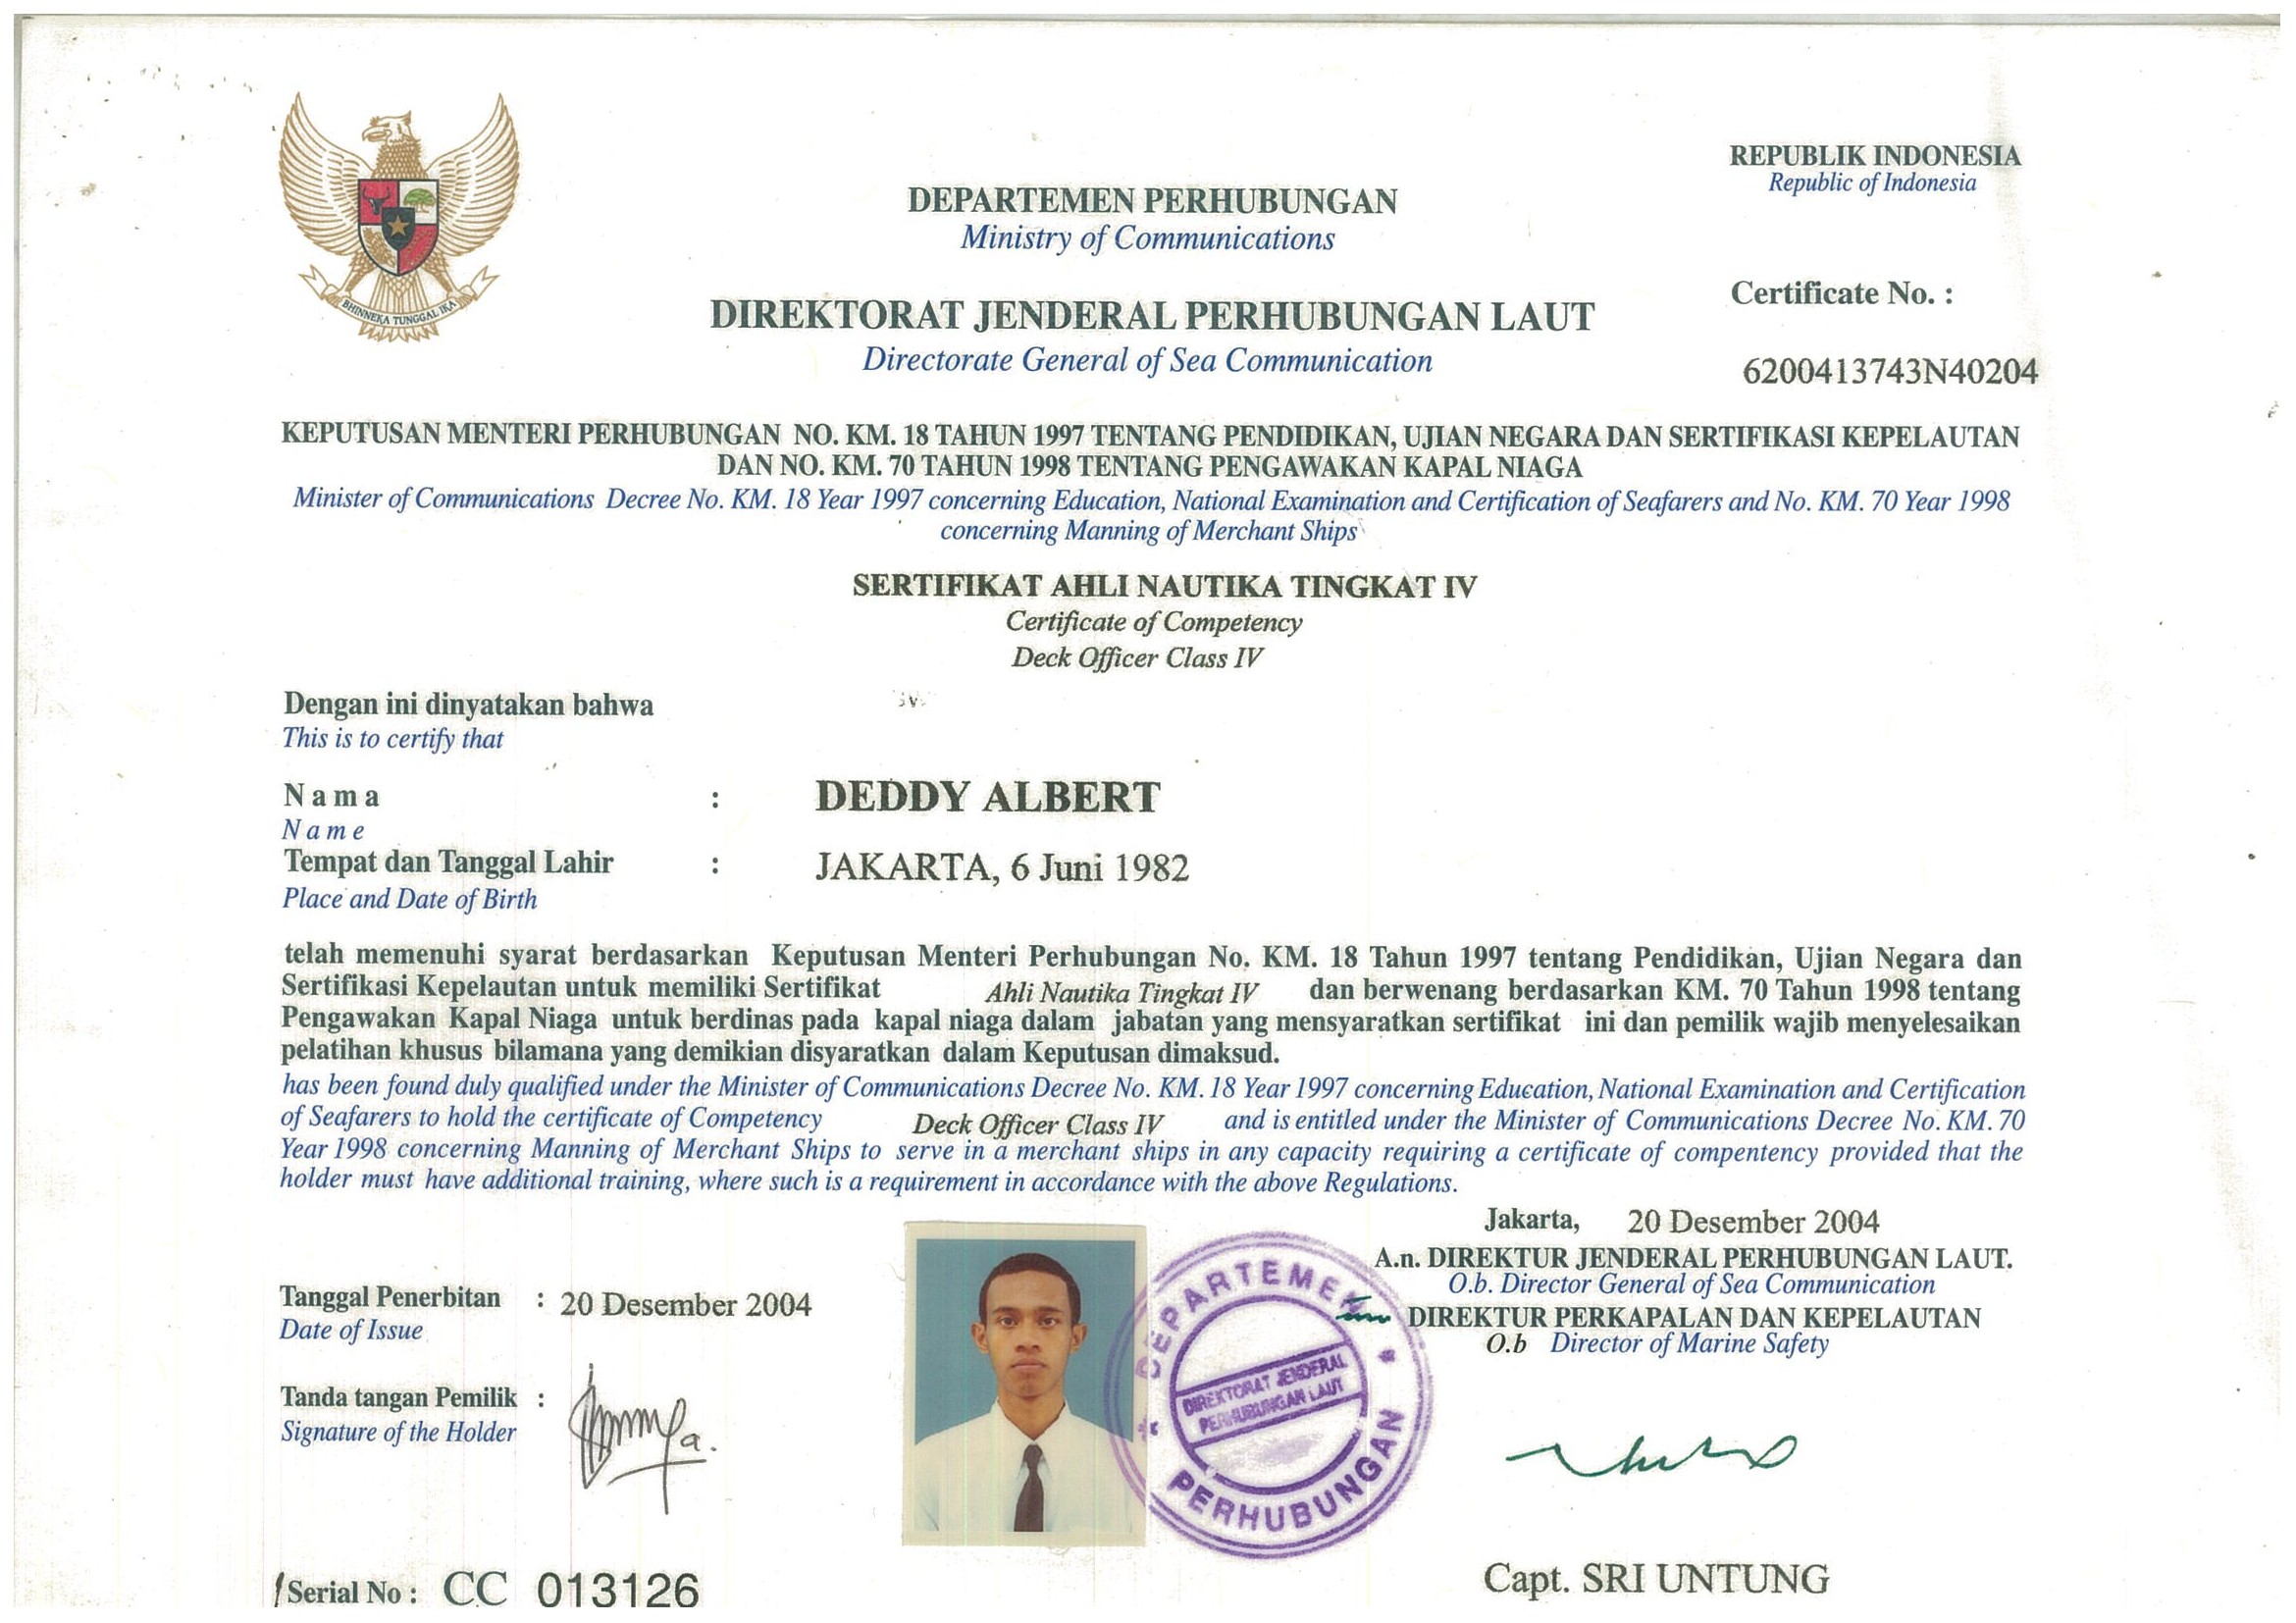 BHINNEKA TUNGGAL IKA
REPUBLIK INDONESIA
Republic of Indonesia
DEPARTEMEN PERHUBUNGAN
Ministry of Communications
DIREKTORAT JENDERAL PERHUBUNGAN LAUT
Directorate General of Sea Communication
Certificate No. :
6200413743N40204
KEPUTUSAN MENTERI PERHUBUNGAN NO. KM. 18 TAHUN 1997 TENTANG PENDIDIKAN, UJIAN NEGARA DAN SERTIFIKASI KEPELAUTAN
DAN NO. KM. 70 TAHUN 1998 TENTANG PENGAWAKAN KAPAL NIAGA
Minister of Communications Decree No. KM. 18 Year 1997 concerning Education, National Examination and Certification of Seafarers and No. KM. 70 Year 1998
concerning Manning of Merchant Ships
SERTIFIKAT AHLI NAUTIKA TINGKAT IV
Certificate of Competency
Deck Officer Class IV
Dengan ini dinyatakan bahwa
This is to certify that
Nama : DEDDY ALBERT
Name
Tempat dan Tanggal Lahir : JAKARTA, 6 Juni 1982
Place and Date of Birth
telah memenuhi syarat berdasarkan Keputusan Menteri Perhubungan No. KM. 18 Tahun 1997 tentang Pendidikan, Ujian Negara dan
Sertifikasi Kepelautan untuk memiliki Sertifikat Ahli Nautika Tingkat IV dan berwenang berdasarkan KM. 70 Tahun 1998 tentang
Pengawakan Kapal Niaga untuk berdinas pada kapal niaga dalam jabatan yang mensyaratkan sertifikat ini dan pemilik wajib menyelesaikan
pelatihan khusus bilamana yang demikian disyaratkan dalam Keputusan dimaksud.
has been found duly qualified under the Minister of Communications Decree No. KM. 18 Year 1997 concerning Education, National Examination and Certification
of Seafarers to hold the certificate of Competency Deck Officer Class IV and is entitled under the Minister of Communications Decree No. KM. 70
Year 1998 concerning Manning of Merchant Ships to serve in a merchant ships in any capacity requiring a certificate of compentency provided that the
holder must have additional training, where such is a requirement in accordance with the above Regulations.
Jakarta, 20 Desember 2004
A.n. DIREKTUR JENDERAL PERHUBUNGAN LAUT.
O.b. Director General of Sea Communication
DIREKTUR PERKAPALAN DAN KEPELAUTAN
O.b Director of Marine Safety
Tanggal Penerbitan : 20 Desember 2004
Date of Issue
Tanda tangan Pemilik :
Signature of the Holder
DEPARTEMEN
DIREKTORAT JENDERAL
PERHUBUNGAN LAUT
PERHUBUNGAN
Serial No : CC 013126
Capt. SRI UNTUNG